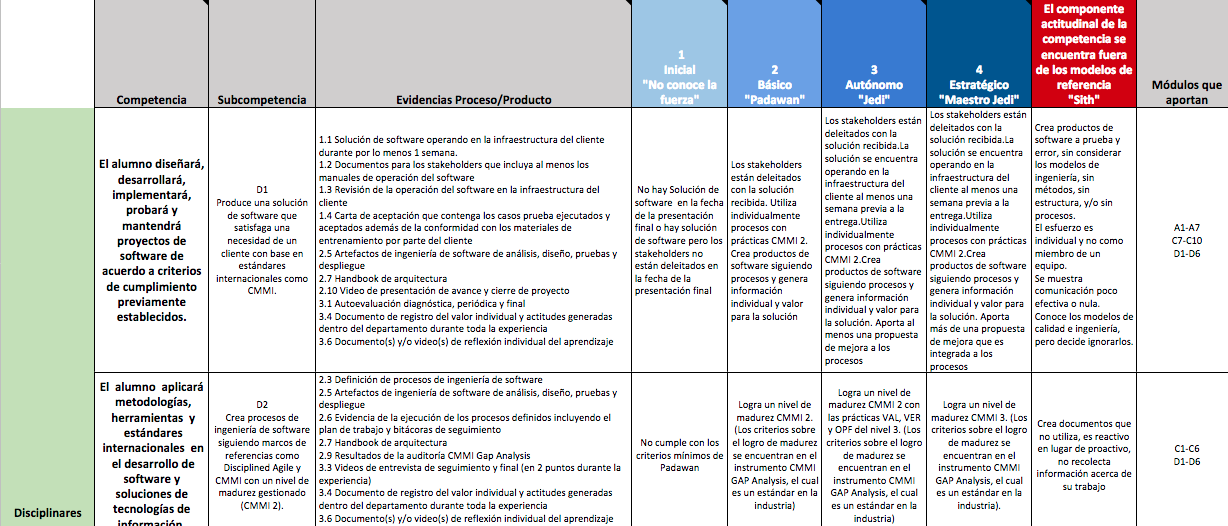 Competencia
Subcompetencia
Evidencias Proceso/Producto
1
Inicial
"No conoce la
fuerza"
2
Básico
"Padawan"
3
Autónomo
"Jedi"
4
Estratégico
"Maestro Jedi"
El componente
actitudinal de la
competencia se
encuentra fuera
de los modelos de
referencia
"Sith"
Módulos que
aportan
Disciplinares
El alumno diseñará,
desarrollará,
implementará,
probará y
mantendrá
proyectos de
software de
acuerdo a criterios
de cumplimiento
previamente
establecidos.
D1
Produce una solución
de software que
satisfaga una
necesidad de un
cliente con base en
estándares
internacionales como
CMMI.
1.1 Solución de software operando en la infraestructura del cliente
durante por lo menos 1 semana.
1.2 Documentos para los stakeholders que incluya al menos los
manuales de operación del software
1.3 Revisión de la operación del software en la infraestructura del
cliente
1.4 Carta de aceptación que contenga los casos prueba ejecutados y
aceptados además de la conformidad con los materiales de
entrenamiento por parte del cliente
2.5 Artefactos de ingeniería de software de análisis, diseño, pruebas y
despliegue
2.7 Handbook de arquitectura
2.10 Video de presentación de avance y cierre de proyecto
3.1 Autoevaluación diagnóstica, periódica y final
3.4 Documento de registro del valor individual y actitudes generadas
dentro del departamento durante toda la experiencia
3.6 Documento(s) y/o video(s) de reflexión individual del aprendizaje
No hay Solución de
software en la fecha
de la presentación
final o hay solución
de software pero los
stakeholders no
están deleitados en
la fecha de la
presentación final
Los stakeholders
están deleitados
con la solución
recibida. Utiliza
individualmente
procesos con
prácticas CMMI 2.
Crea productos de
software siguiendo
procesos y genera
información
individual y valor
para la solución
Los stakeholders están
deleitados con la
solución recibida.La
solución se encuentra
operando en la
infraestructura del
cliente al menos una
semana previa a la
entrega.Utiliza
individualmente
procesos con prácticas
CMMI 2.Crea
productos de software
siguiendo procesos y
genera información
individual y valor para
la solución. Aporta al
menos una propuesta
de mejora a los
procesos
Los stakeholders están
deleitados con la
solución recibida.La
solución se encuentra
operando en la
infraestructura del
cliente al menos una
semana previa a la
entrega.Utiliza
individualmente
procesos con prácticas
CMMI 2.Crea
productos de software
siguiendo procesos y
genera información
individual y valor para
la solución. Aporta
más de una propuesta
de mejora que es
integrada a los
procesos
Crea productos de
software a prueba y
error, sin considerar
los modelos de
ingeniería, sin
métodos, sin
estructura, y/o sin
procesos.
El esfuerzo es
individual y no como
miembro de un
equipo.
Se muestra
comunicación poco
efectiva o nula.
Conoce los modelos de
calidad e ingeniería,
pero decide ignorarlos.
A1-A7
C7-C10
D1-D6
El alumno aplicará
metodologías,
herramientas y
estándares
internacionales en
el desarrollo de
software y
soluciones de
tecnologías de
información
D2
Crea procesos de
ingeniería de software
siguiendo marcos de
referencias como
Disciplined Agile y
CMMI con un nivel de
madurez gestionado
(CMMI 2).
2.3 Definición de procesos de ingeniería de software
2.5 Artefactos de ingeniería de software de análisis, diseño, pruebas y
despliegue
2.6 Evidencia de la ejecución de los procesos definidos incluyendo el
plan de trabajo y bitácoras de seguimiento
2.7 Handbook de arquitectura
2.9 Resultados de la auditoría CMMI Gap Analysis
3.3 Videos de entrevista de seguimiento y final (en 2 puntos durante la
experiencia)
3.4 Documento de registro del valor individual y actitudes generadas
dentro del departamento durante toda la experiencia
3.6 Documento(s) y/o video(s) de reflexión individual del aprendizaje
No cumple con los
criterios mínimos de
Padawan
Logra un nivel de
madurez CMMI 2.
(Los criterios sobre
el logro de madurez
se encuentran en el
instrumento CMMI
GAP Analysis, el cual
es un estándar en la
industria)
Logra un nivel de
madurez CMMI 2 con
las prácticas VAL, VER
y OPF del nivel 3. (Los
criterios sobre el logro
de madurez se
encuentran en el
instrumento CMMI
GAP Analysis, el cual
es un estándar en la
industria)
Logra un nivel de
madurez CMMI 3. (Los
criterios sobre el logro
de madurez se
encuentran en el
instrumento CMMI
GAP Analysis, el cual
es un estándar en la
industria).
Crea documentos que
no utiliza, es reactivo
en lugar de proactivo,
no recolecta
información acerca de
su trabajo
C1-C6
D1-D6